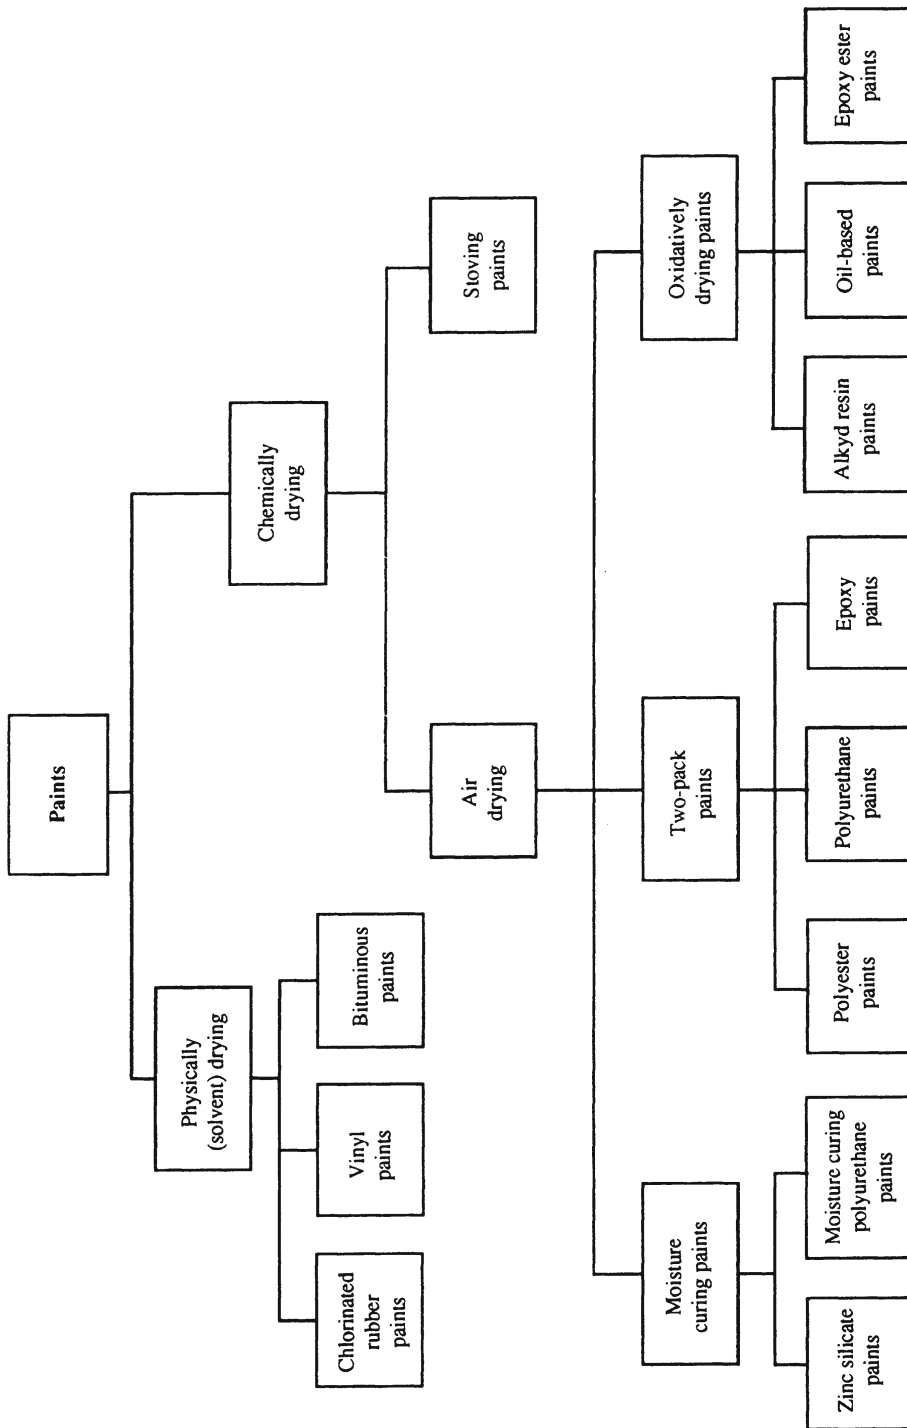 Paints
Physically
(solvent) drying
Chemically
drying
Chlorinated
rubber
paints
Vinyl
paints
Bituminous
paints
Air
drying
Stoving
paints
Moisture
curing paints
Two-pack
paints
Oxidatively
drying paints
Zinc silicate
paints
Moisture curing
polyurethane
paints
Polyester
paints
Polyurethane
paints
Epoxy
paints
Alkyd resin
paints
Oil-based
paints
Epoxy ester
paints